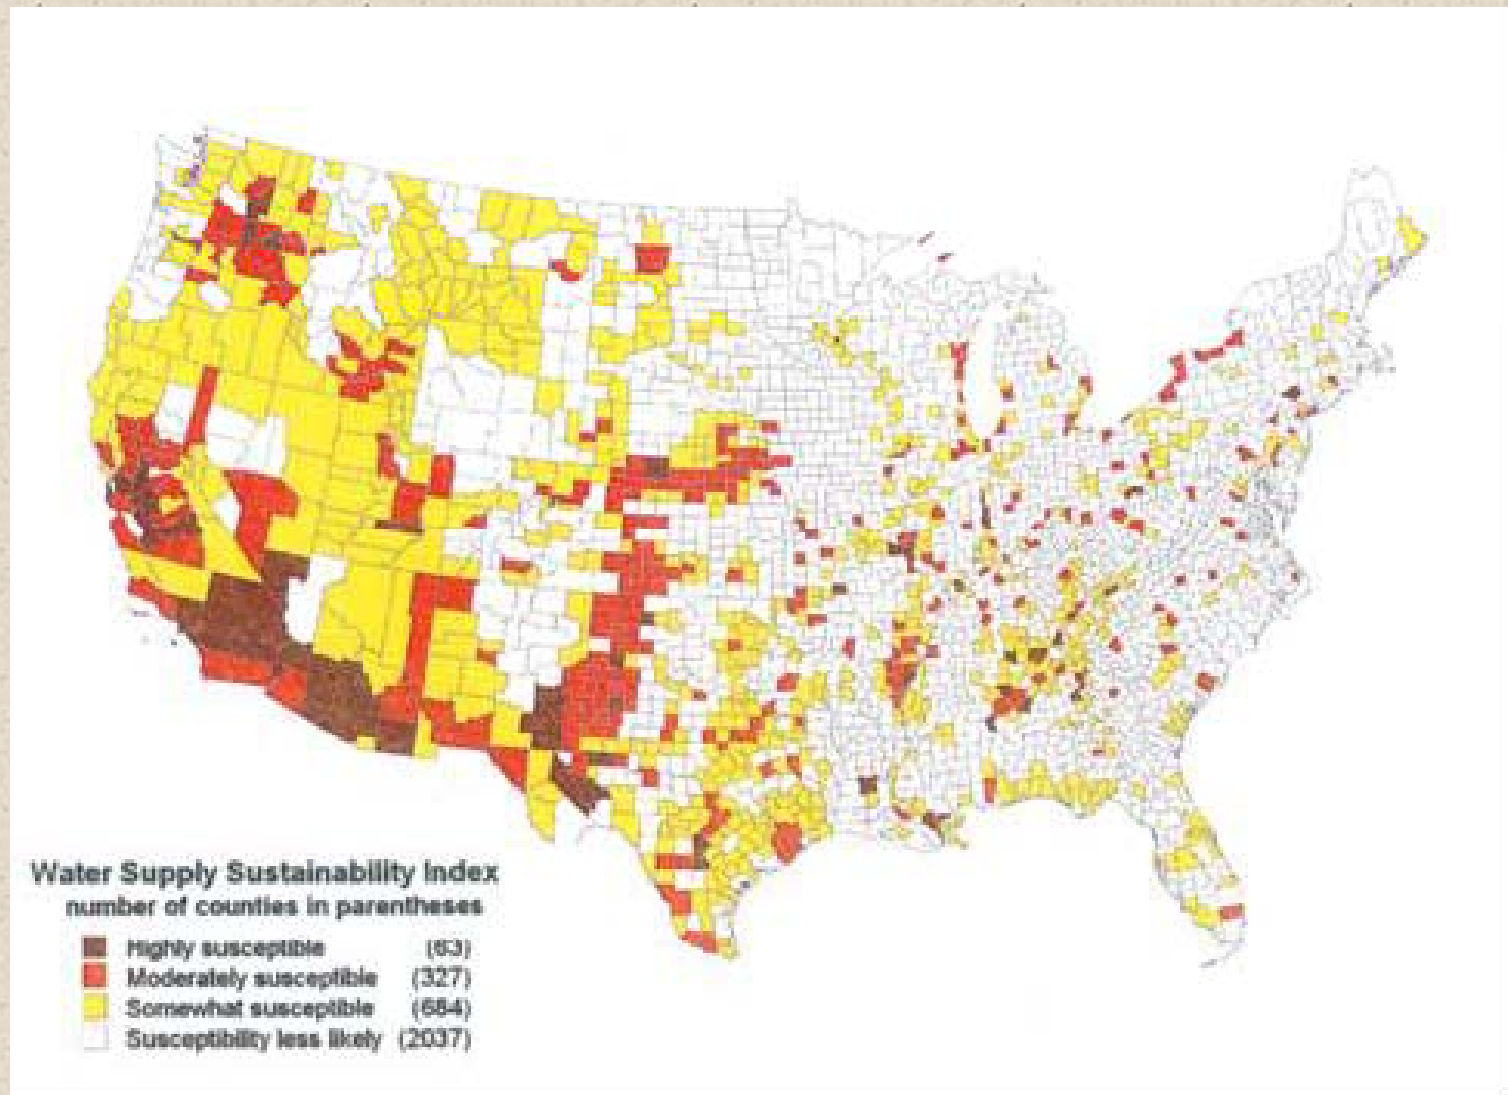 Water Supply Sustainability Index
number of counties in parentheses
Highly susceptible (63)
Moderately susceptible (327)
Somewhat susceptible (684)
Susceptibility less likely (2037)